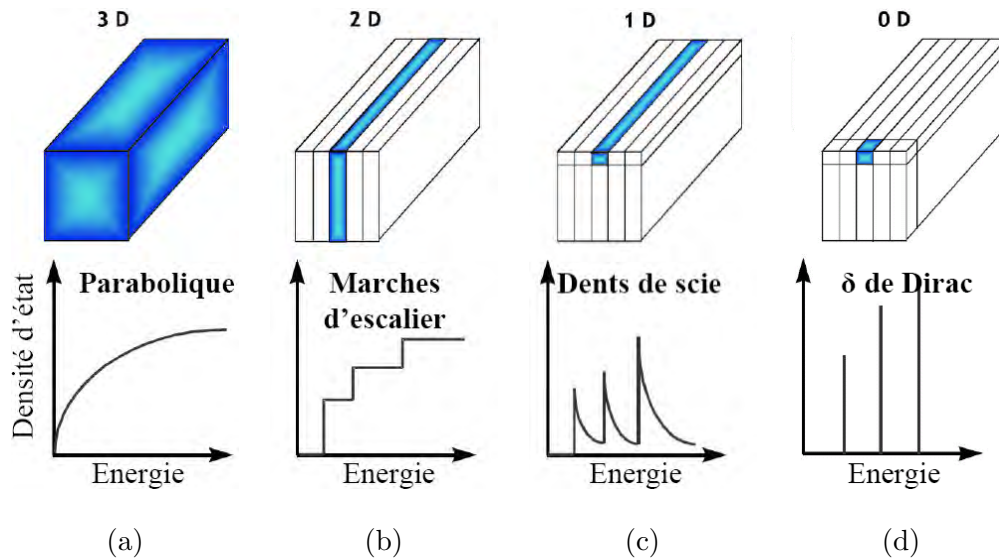 3 D
2 D
1 D
0 D
Densité d'état
Parabolique
Energie
Marches
d'escalier
Energie
Dents de scie
Energie
δ de Dirac
Energie
(a)
(b)
(c)
(d)